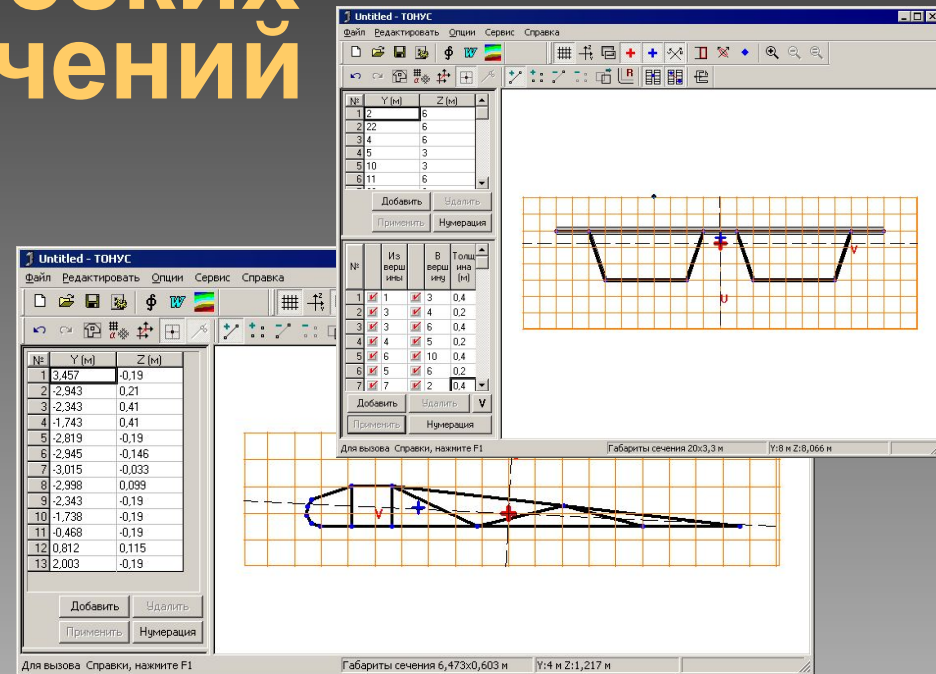 ских
чений
Untitled - ТОНУС
Файл Редактировать Опции Сервис Справка
№ Y (м) Z (м)
1 2 6
2 22 6
3 4 6
4 5 3
5 10 3
6 11 6
Добавить Удалить
Применить Нумерация
№ Из верш ины В верш ину Толщ ина (м)
1 1 3 0,4
2 3 4 0,2
3 3 6 0,4
4 4 5 0,2
5 6 10 0,4
6 5 6 0,2
7 7 2 0,4
Добавить Удалить V
Применить Нумерация
V
U
Для вызова Справки, нажмите F1 Габариты сечения 20x3,3 м Y:8 м Z:8,066 м
Untitled - ТОНУС
Файл Редактировать Опции Сервис Справка
№ Y (м) Z (м)
1 3,457 -0,19
2 -2,943 0,21
3 -2,343 0,41
4 -1,743 0,41
5 -2,819 -0,19
6 -2,945 -0,146
7 -3,015 -0,033
8 -2,998 0,099
9 -2,343 -0,19
10 -1,738 -0,19
11 -0,468 -0,19
12 0,812 0,115
13 2,003 -0,19
Добавить Удалить
Применить Нумерация
V
Для вызова Справки, нажмите F1 Габариты сечения 6,473x0,603 м Y:4 м Z:1,217 м